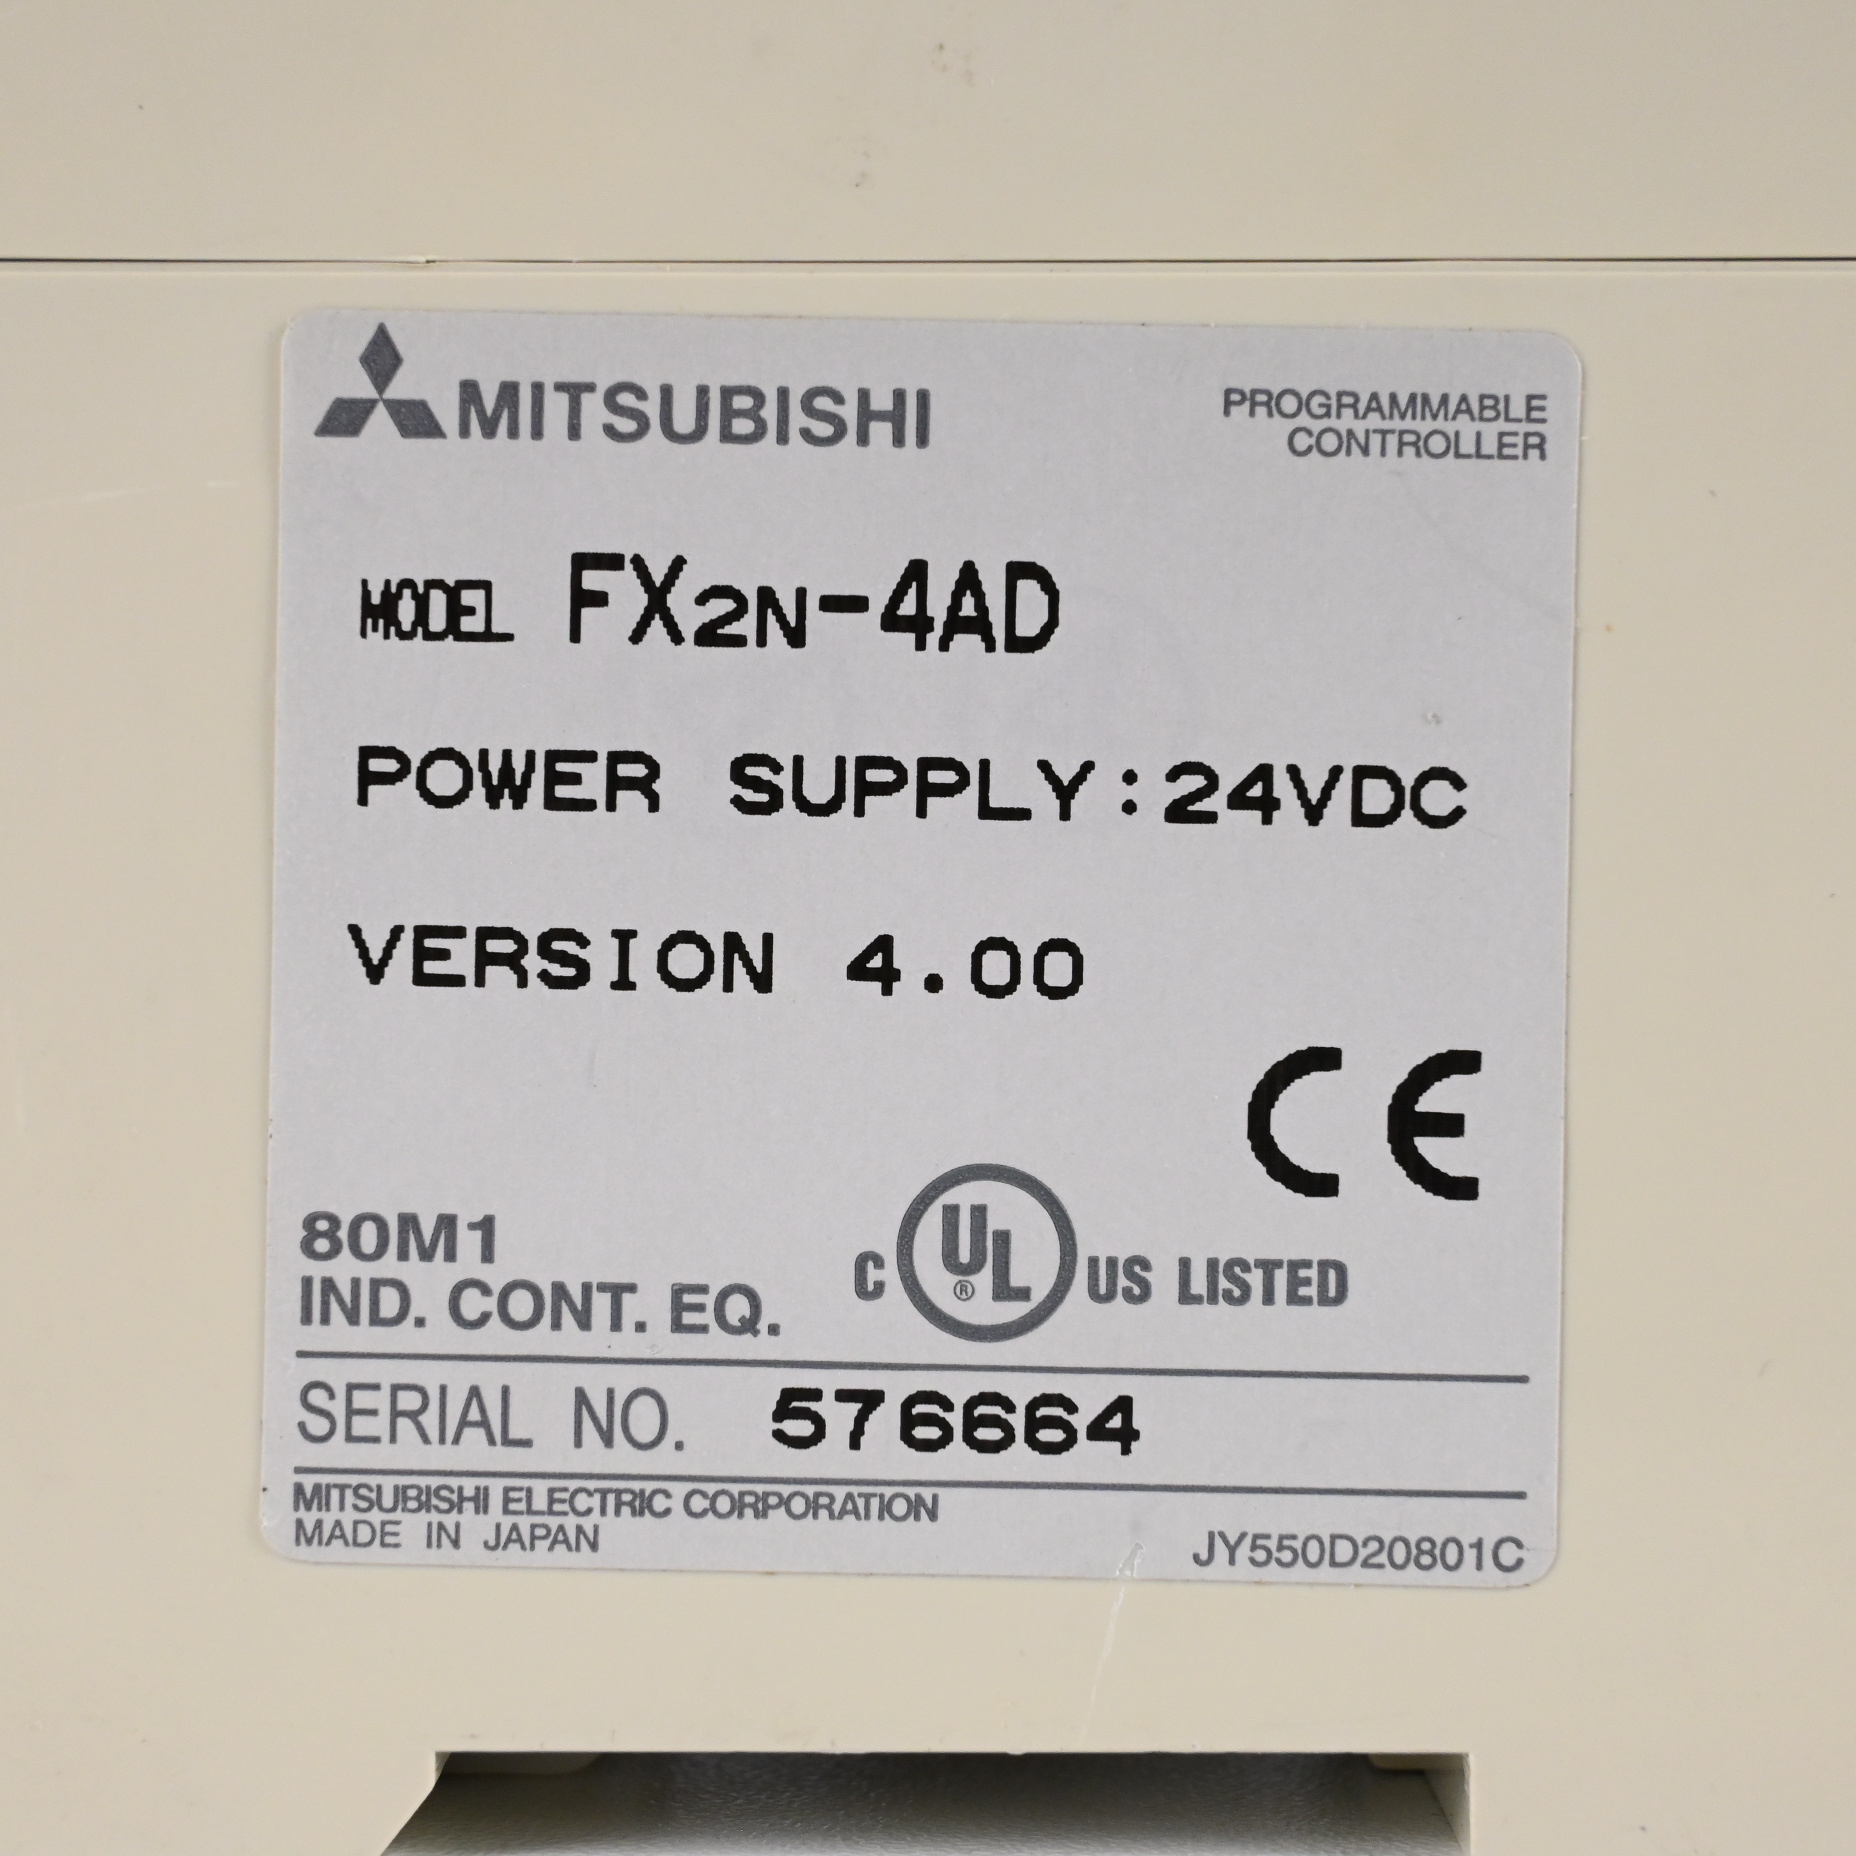 MITSUBISHI
PROGRAMMABLE
CONTROLLER
MODEL FX2N-4AD
POWER SUPPLY:24VDC
VERSION 4.00
CE
80M1
IND. CONT. EQ.
C UL® US LISTED
SERIAL NO. 576664
MITSUBISHI ELECTRIC CORPORATION
MADE IN JAPAN
JY550D20801C